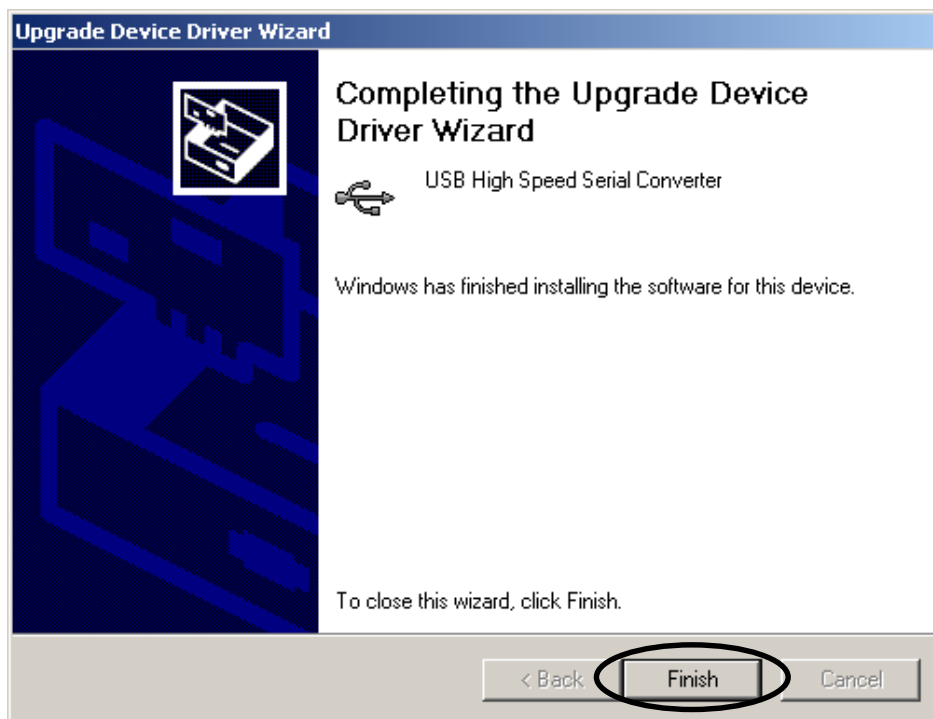 Upgrade Device Driver Wizard
Completing the Upgrade Device
Driver Wizard
USB High Speed Serial Converter
Windows has finished installing the software for this device.
To close this wizard, click Finish.
< Back
Finish
Cancel